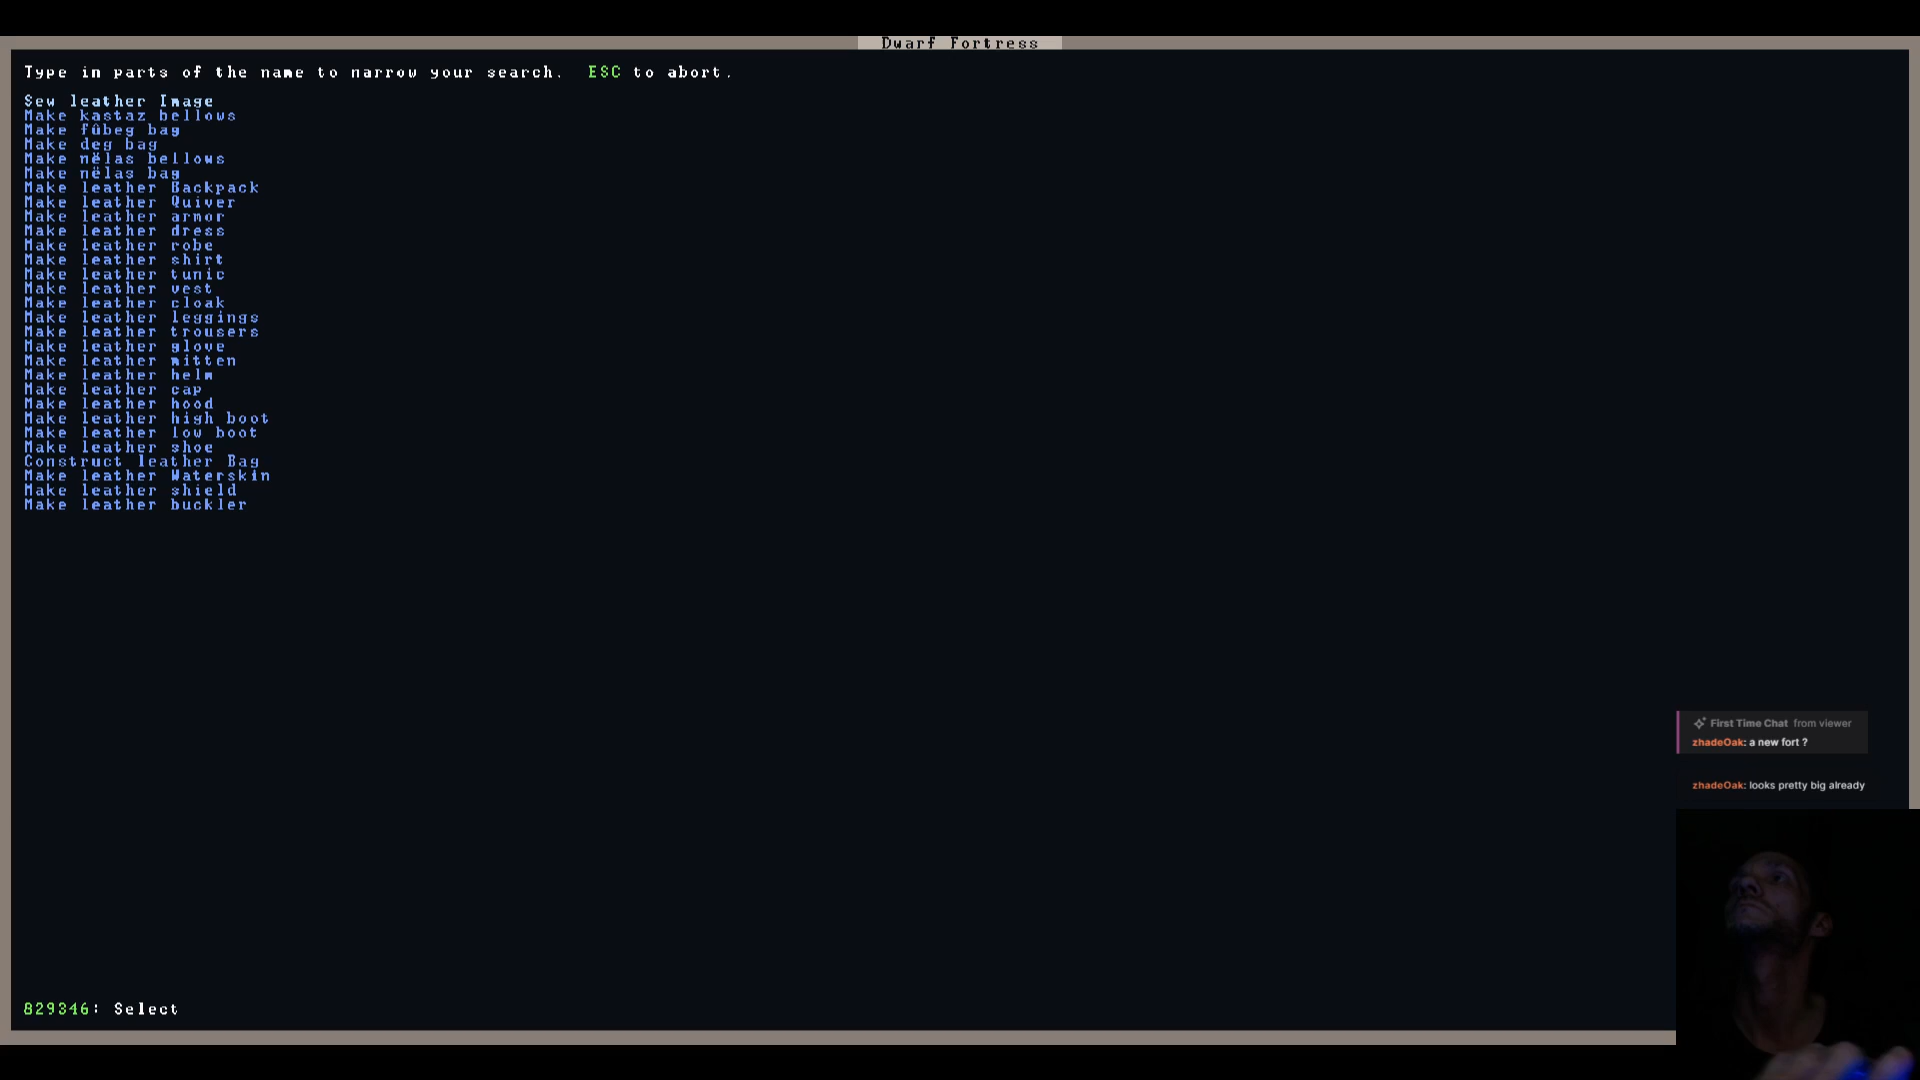 Dwarf Fortress
Type in parts of the name to narrow your search. ESC to abort.
Sew leather Image
Make kastaz bellows
Make fûbeg bag
Make deg bag
Make nëlas bellows
Make nëlas bag
Make leather Backpack
Make leather Quiver
Make leather armor
Make leather dress
Make leather robe
Make leather shirt
Make leather tunic
Make leather vest
Make leather cloak
Make leather leggings
Make leather trousers
Make leather glove
Make leather mitten
Make leather helm
Make leather cap
Make leather hood
Make leather high boot
Make leather low boot
Make leather shoe
Construct leather Bag
Make leather Waterskin
Make leather shield
Make leather buckler
First Time Chat from viewer
zhadeOak: a new fort ?
zhadeOak: looks pretty big already
829346: Select